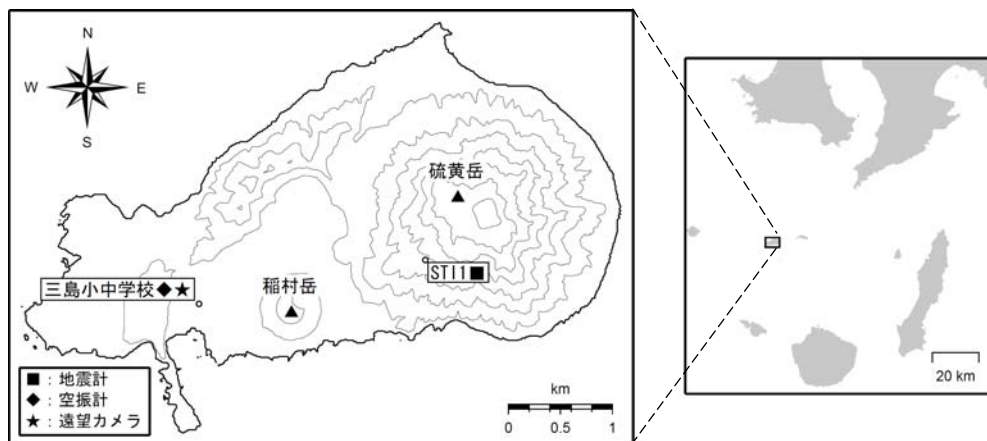 N
W E
S
硫黄岳
STI1■
三島小中学校◆★
稲村岳
■：地震計
◆：空振計
★：遠望カメラ
km
0 0.5 1
20 km